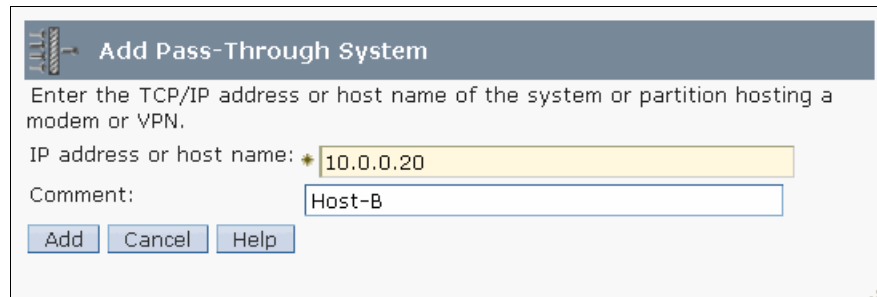 Add Pass-Through System
Enter the TCP/IP address or host name of the system or partition hosting a
modem or VPN.
IP address or host name: * 10.0.0.20
Comment: Host-B
Add Cancel Help